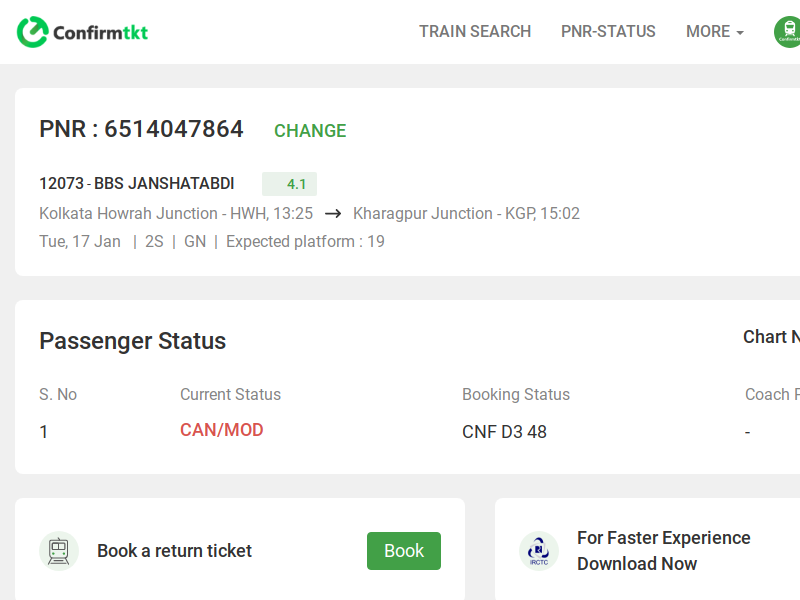 Confirmtkt
TRAIN SEARCH PNR-STATUS MORE
PNR : 6514047864 CHANGE
12073 - BBS JANSHATABDI 4.1
Kolkata Howrah Junction - HWH, 13:25 → Kharagpur Junction - KGP, 15:02
Tue, 17 Jan | 2S | GN | Expected platform : 19
Passenger Status Chart N
S. No Current Status Booking Status Coach P
1 CAN/MOD CNF D3 48 -
Book a return ticket Book
IRCTC
For Faster Experience
Download Now